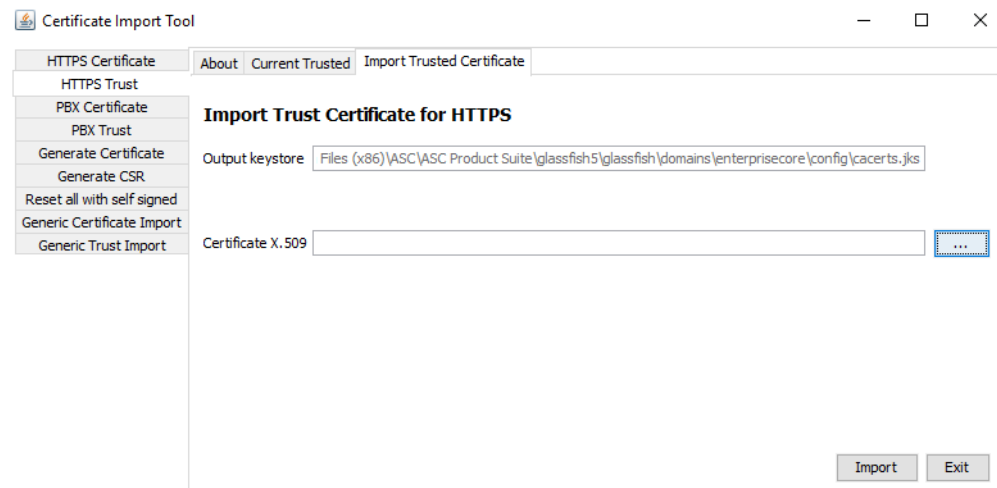 Certificate Import Tool
HTTPS Certificate
HTTPS Trust
PBX Certificate
PBX Trust
Generate Certificate
Generate CSR
Reset all with self signed
Generic Certificate Import
Generic Trust Import
About Current Trusted Import Trusted Certificate
Import Trust Certificate for HTTPS
Output keystore Files (x86)\ASC\ASC Product Suite\glassfish5\glassfish\domains\enterprisecore\config\cacerts.jks
Certificate X.509 ...
Import Exit